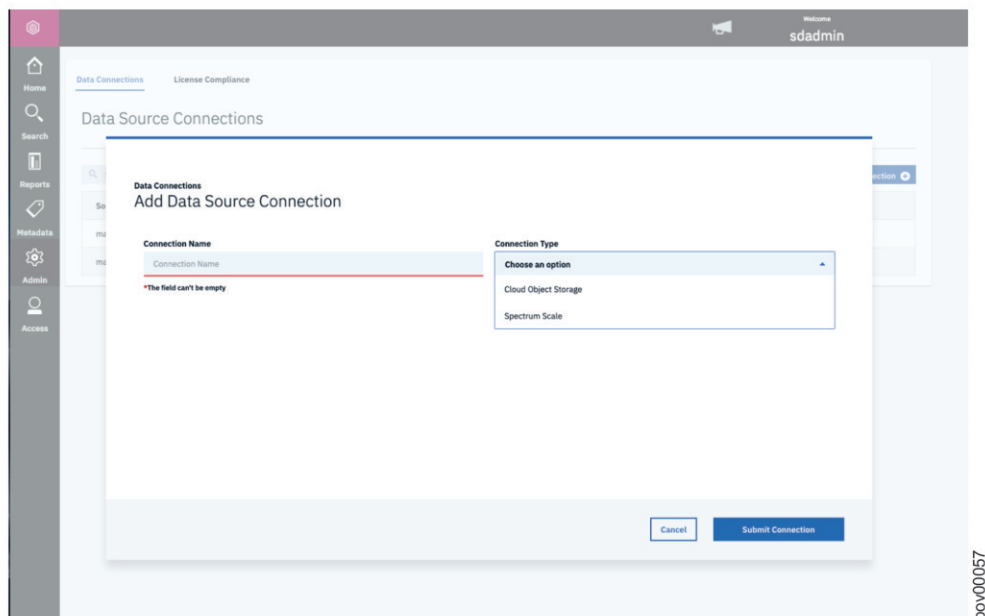 Welcome
sdadmin
Home
Search
Reports
Metadata
Admin
Access
Data Connections
License Compliance
Data Source Connections
Data Connections
Add Data Source Connection
Connection Name
Connection Name
*The field can't be empty
Connection Type
Choose an option
Cloud Object Storage
Spectrum Scale
Cancel
Submit Connection